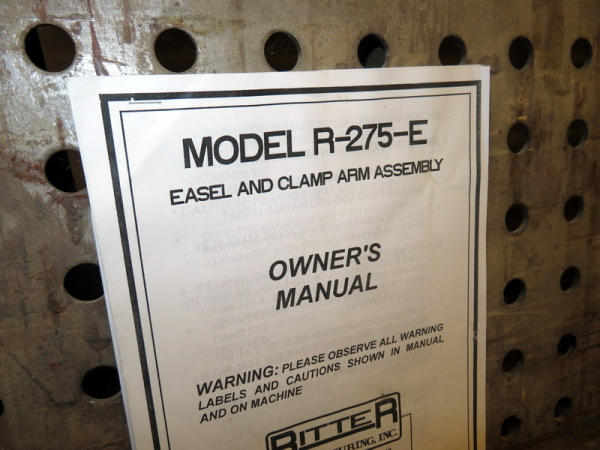 MODEL R-275-E
EASEL AND CLAMP ARM ASSEMBLY
OWNER'S
MANUAL
WARNING: PLEASE OBSERVE ALL WARNING
LABELS AND CAUTIONS SHOWN IN MANUAL
AND ON MACHINE
RITTER
INC.